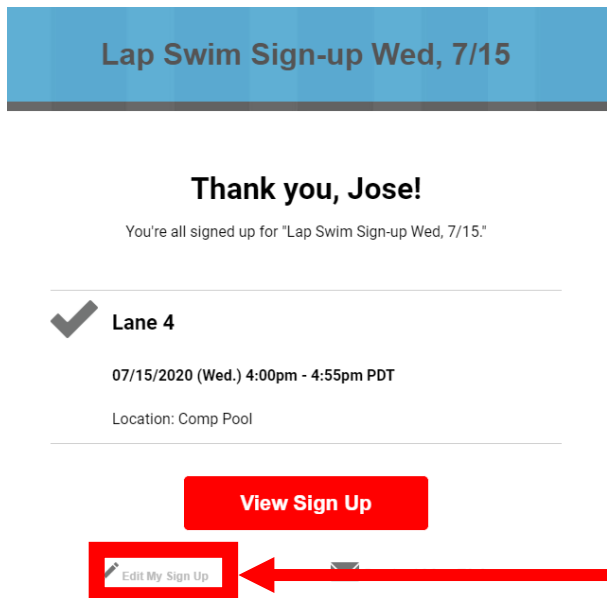 Lap Swim Sign-up Wed, 7/15
Thank you, Jose!
You're all signed up for "Lap Swim Sign-up Wed, 7/15."
Lane 4
07/15/2020 (Wed.) 4:00pm - 4:55pm PDT
Location: Comp Pool
View Sign Up
Edit My Sign Up